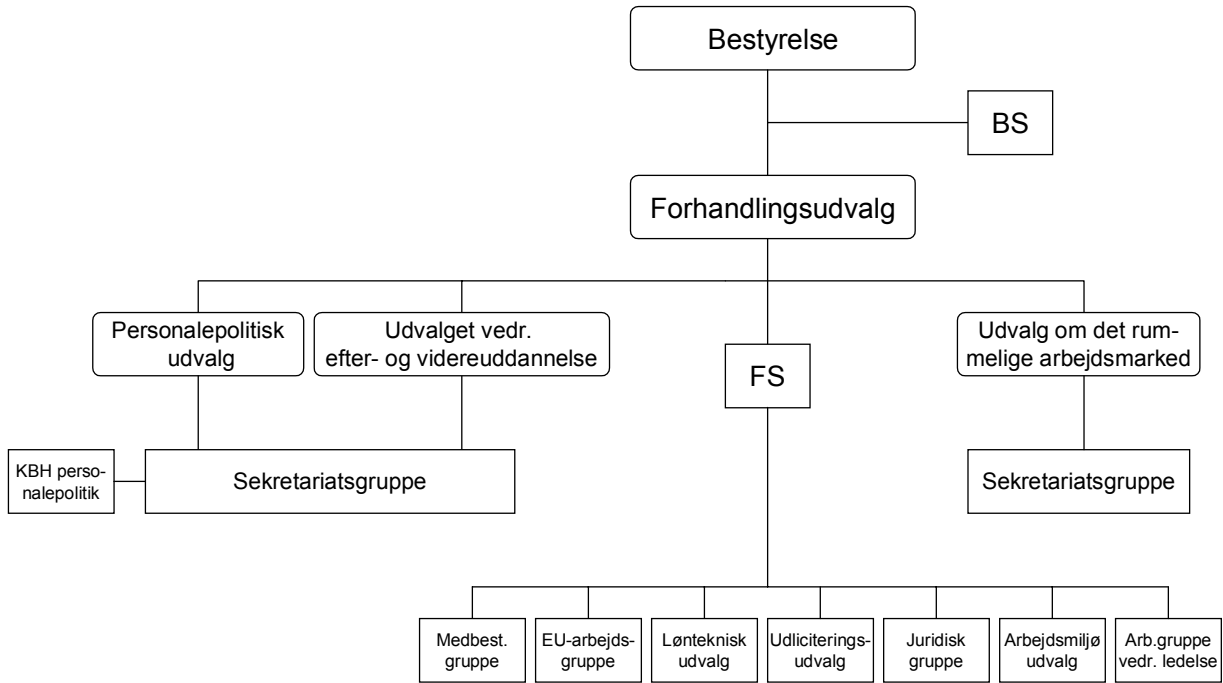 Bestyrelse
BS
Forhandlingsudvalg
Personalepolitisk
udvalg
Udvalget vedr.
efter- og videreuddannelse
FS
Udvalg om det rum-
melige arbejdsmarked
KBH perso-
nalepolitik
Sekretariatsgruppe
Sekretariatsgruppe
Medbest.
gruppe
EU-arbejds-
gruppe
Lønteknisk
udvalg
Udliciterings-
udvalg
Juridisk
gruppe
Arbejdsmiljø
udvalg
Arb.gruppe
vedr. ledelse